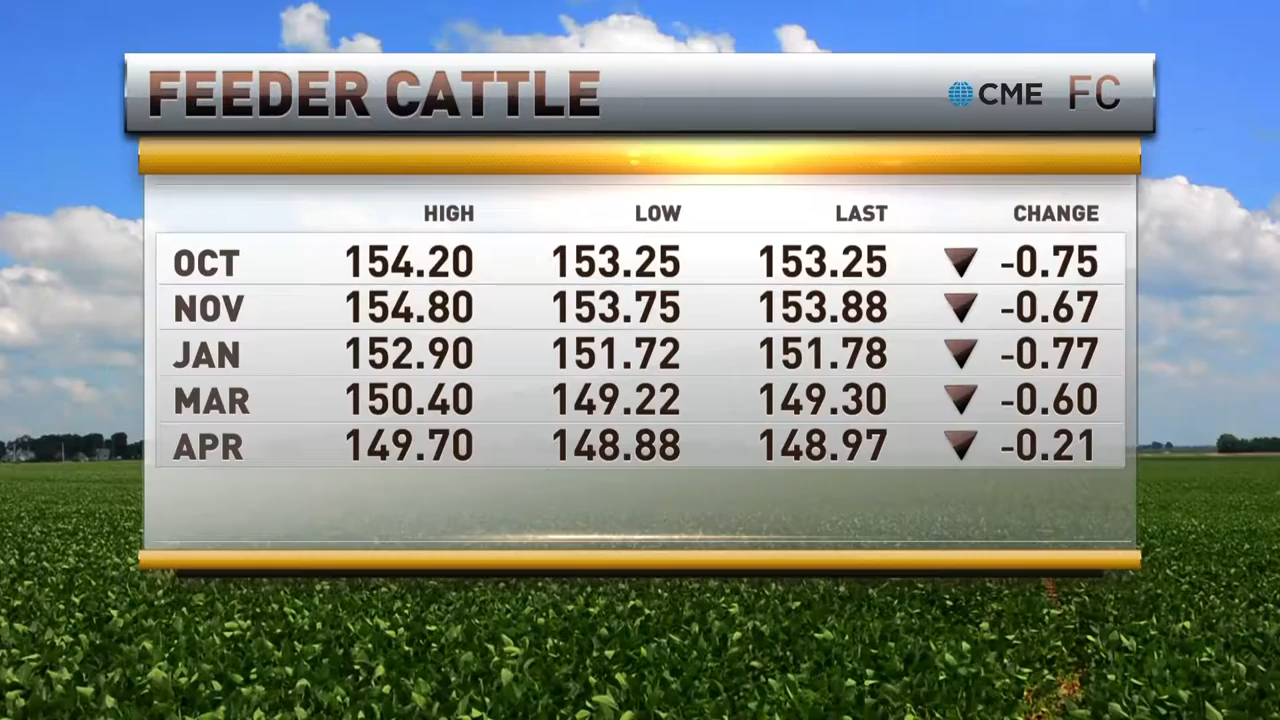 FEEDER CATTLE CME FC
HIGH LOW LAST CHANGE
OCT 154.20 153.25 153.25 -0.75
NOV 154.80 153.75 153.88 -0.67
JAN 152.90 151.72 151.78 -0.77
MAR 150.40 149.22 149.30 -0.60
APR 149.70 148.88 148.97 -0.21